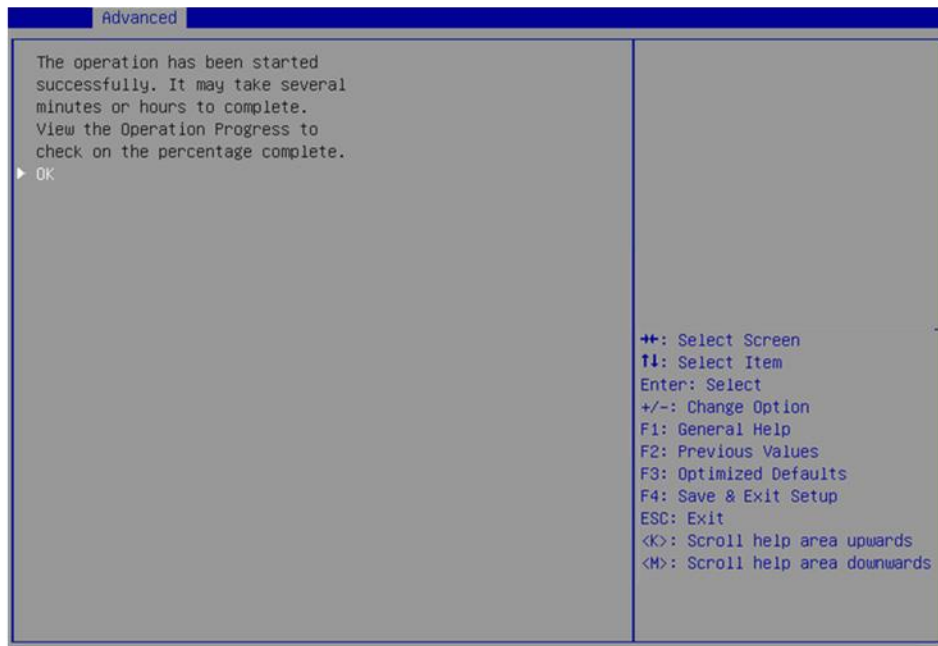 Advanced
The operation has been started
successfully. It may take several
minutes or hours to complete.
View the Operation Progress to
check on the percentage complete.
▶ OK
→←: Select Screen
↑↓: Select Item
Enter: Select
+/-: Change Option
F1: General Help
F2: Previous Values
F3: Optimized Defaults
F4: Save & Exit Setup
ESC: Exit
<K>: Scroll help area upwards
<M>: Scroll help area downwards